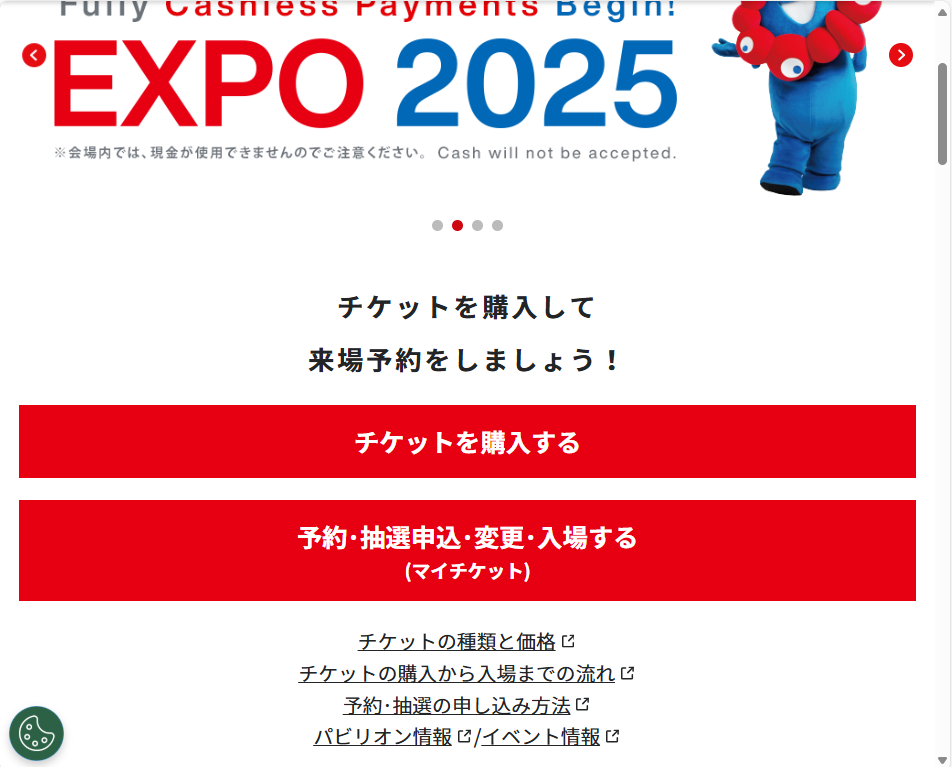 Fully Cashless Payments Begin!
EXPO 2025
※会場内では、現金が使用できませんのでご注意ください。 Cash will not be accepted.
チケットを購入して
来場予約をしましょう！
チケットを購入する
予約･抽選申込･変更･入場する
(マイチケット)
チケットの種類と価格
チケットの購入から入場までの流れ
予約･抽選の申し込み方法
パビリオン情報/イベント情報